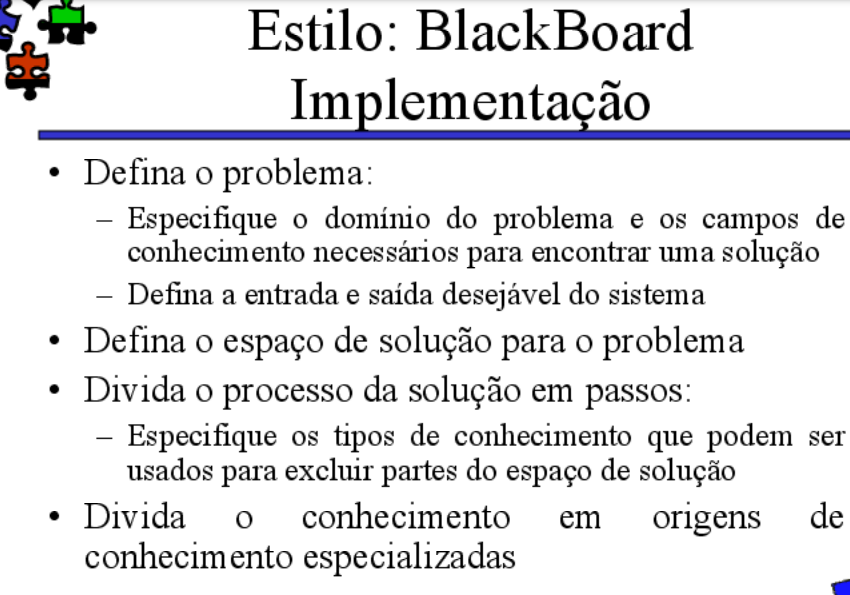 Estilo: BlackBoard
Implementação
• Defina o problema:
– Especifique o domínio do problema e os campos de
conhecimento necessários para encontrar uma solução
– Defina a entrada e saída desejável do sistema
• Defina o espaço de solução para o problema
• Divida o processo da solução em passos:
– Especifique os tipos de conhecimento que podem ser
usados para excluir partes do espaço de solução
• Divida o conhecimento em origens de
conhecimento especializadas